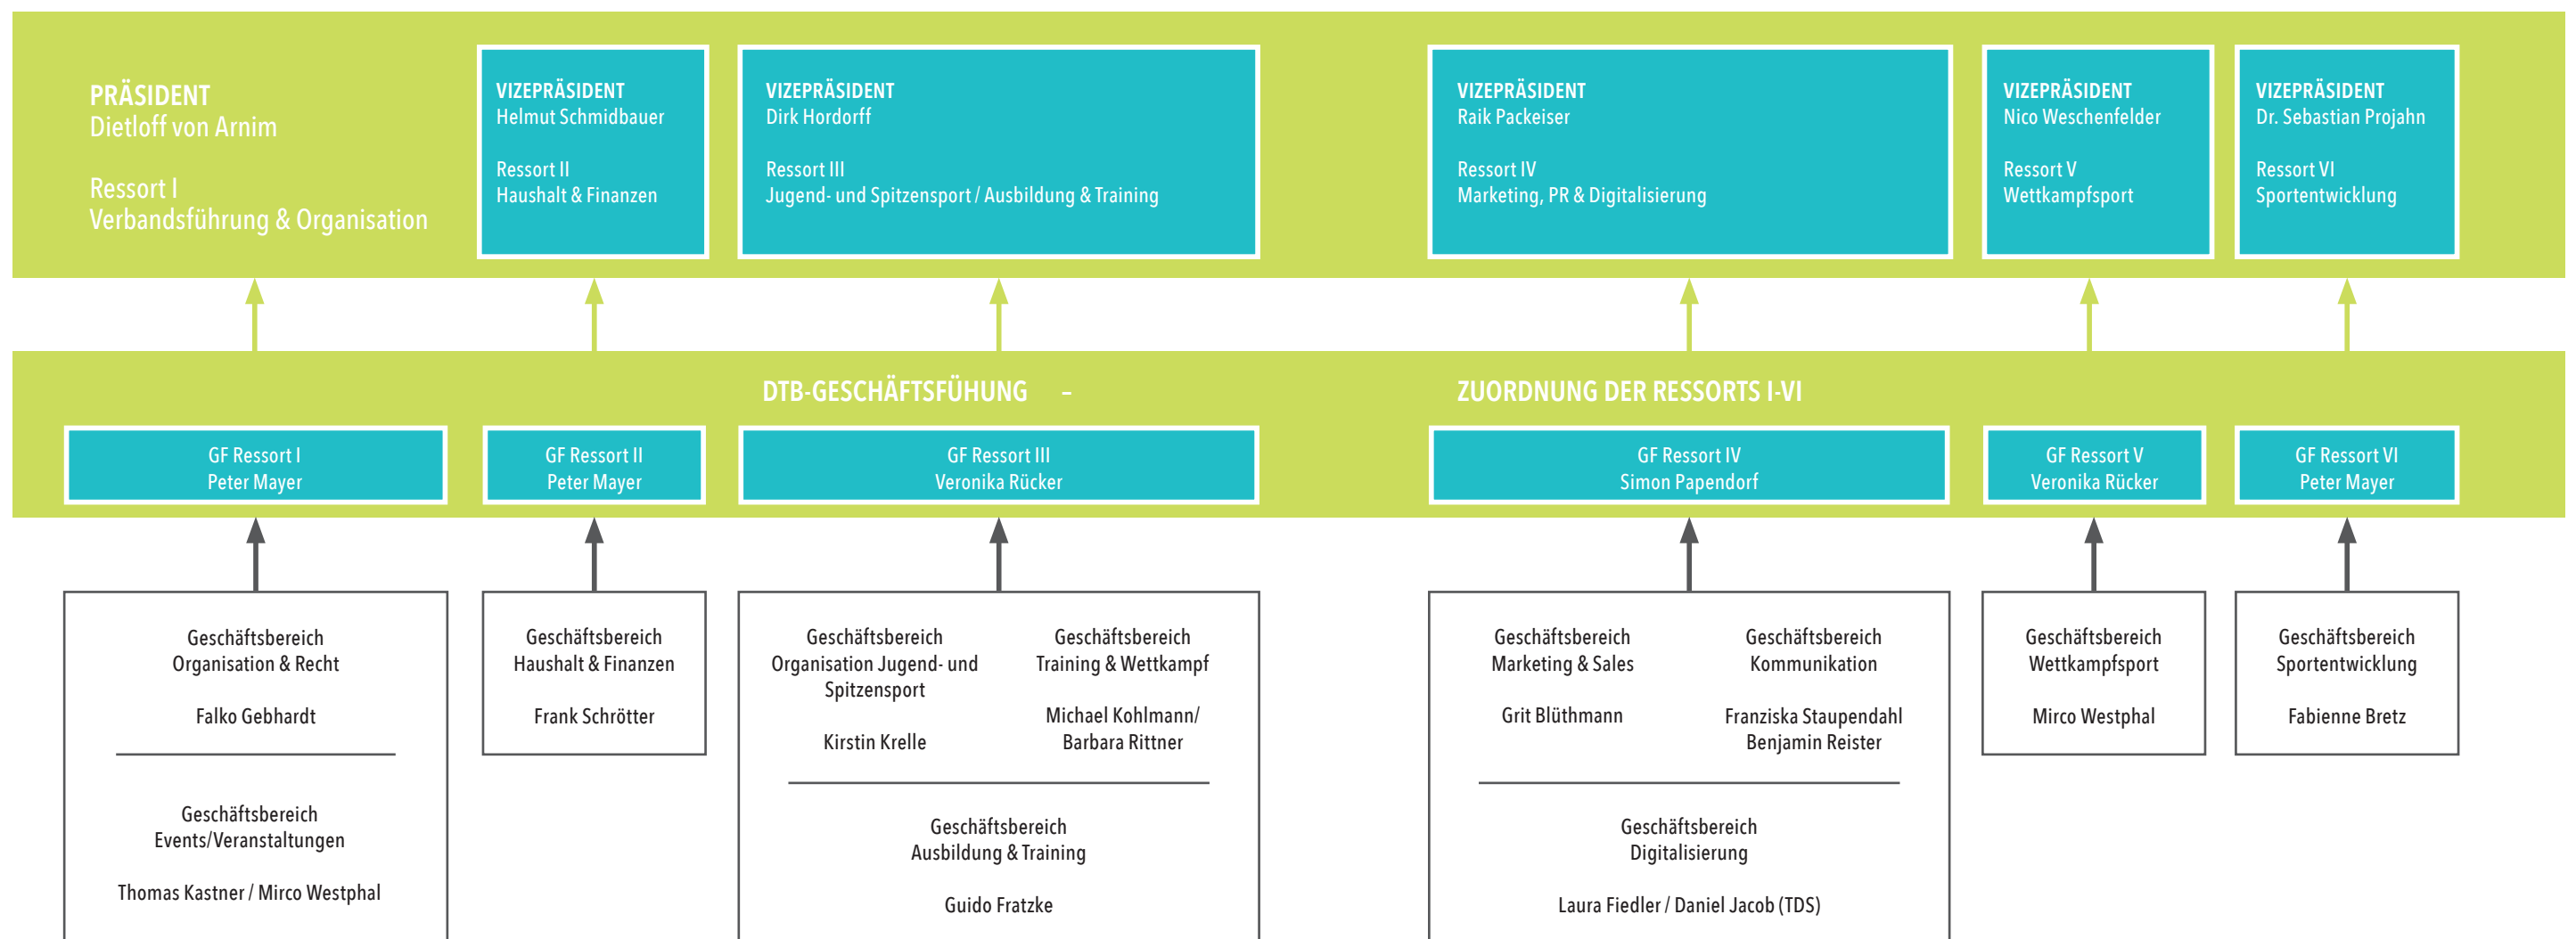 PRÄSIDENT
Dietloff von Arnim
Ressort I
Verbandsführung & Organisation
VIZEPRÄSIDENT
Helmut Schmidbauer
Ressort II
Haushalt & Finanzen
VIZEPRÄSIDENT
Dirk Hordorff
Ressort III
Jugend- und Spitzensport / Ausbildung & Training
VIZEPRÄSIDENT
Raik Packeiser
Ressort IV
Marketing, PR & Digitalisierung
VIZEPRÄSIDENT
Nico Weschenfelder
Ressort V
Wettkampfsport
VIZEPRÄSIDENT
Dr. Sebastian Projahn
Ressort VI
Sportentwicklung
DTB-GESCHÄFTSFÜHUNG – ZUORDNUNG DER RESSORTS I-VI
GF Ressort I
Peter Mayer
GF Ressort II
Peter Mayer
GF Ressort III
Veronika Rücker
GF Ressort IV
Simon Papendorf
GF Ressort V
Veronika Rücker
GF Ressort VI
Peter Mayer
Geschäftsbereich
Organisation & Recht
Falko Gebhardt
Geschäftsbereich
Events/Veranstaltungen
Thomas Kastner / Mirco Westphal
Geschäftsbereich
Haushalt & Finanzen
Frank Schrötter
Geschäftsbereich
Organisation Jugend- und
Spitzensport
Kirstin Krelle
Geschäftsbereich
Training & Wettkampf
Michael Kohlmann/
Barbara Rittner
Geschäftsbereich
Ausbildung & Training
Guido Fratzke
Geschäftsbereich
Marketing & Sales
Grit Blüthmann
Geschäftsbereich
Kommunikation
Franziska Staupendahl
Benjamin Reister
Geschäftsbereich
Digitalisierung
Laura Fiedler / Daniel Jacob (TDS)
Geschäftsbereich
Wettkampfsport
Mirco Westphal
Geschäftsbereich
Sportentwicklung
Fabienne Bretz